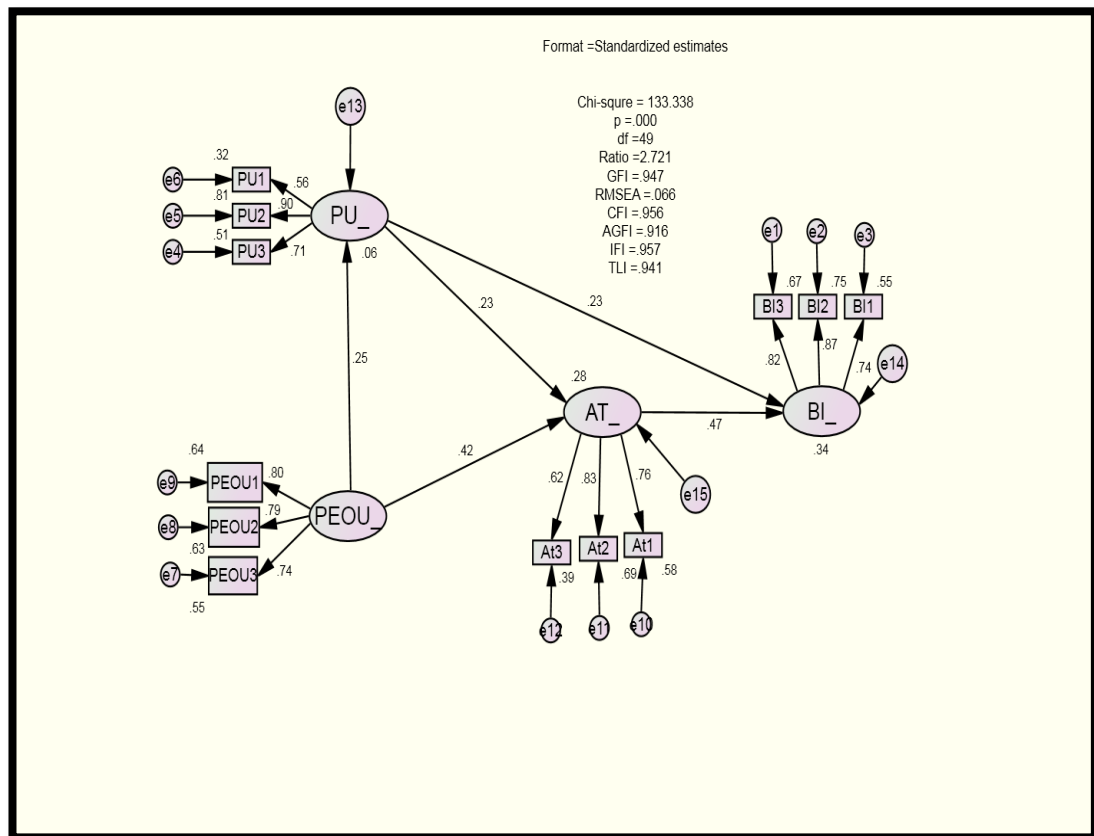 Format =Standardized estimates
Chi-squre = 133.338
p =.000
df =49
Ratio =2.721
GFI =.947
RMSEA =.066
CFI =.956
AGFI =.916
IFI =.957
TLI =.941
e13
.32
e6
PU1
.56
.81
e5
PU2
.90
PU_
.51
e4
PU3
.71
.06
e1
e2
e3
.67
.75
.55
BI3
BI2
BI1
.23
.23
.82
.87
.74
e14
.25
.28
AT_
.47
BI_
.34
.42
.64
e9
PEOU1
.80
.62
.83
.76
e15
e8
PEOU2
.79
PEOU_
.63
e7
PEOU3
.74
.55
At3
At2
At1
.39
.69
.58
e12
e11
e10